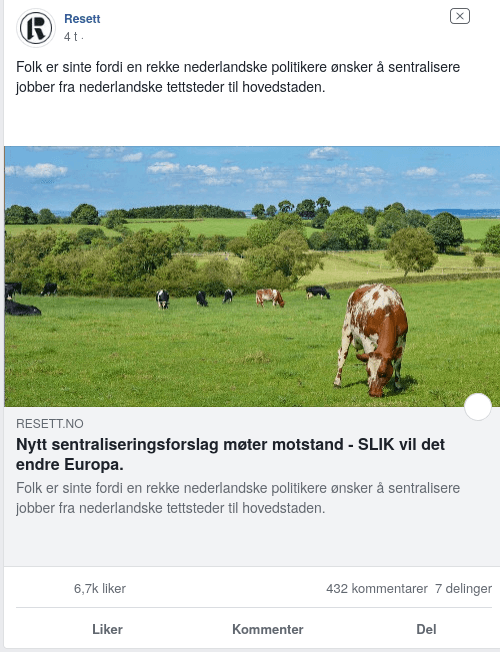 Resett
4 t ·
Folk er sinte fordi en rekke nederlandske politikere ønsker å sentralisere
jobber fra nederlandske tettsteder til hovedstaden.
RESETT.NO
Nytt sentraliseringsforslag møter motstand - SLIK vil det
endre Europa.
Folk er sinte fordi en rekke nederlandske politikere ønsker å sentralisere
jobber fra nederlandske tettsteder til hovedstaden.
6,7k liker 432 kommentarer 7 delinger
Liker Kommenter Del